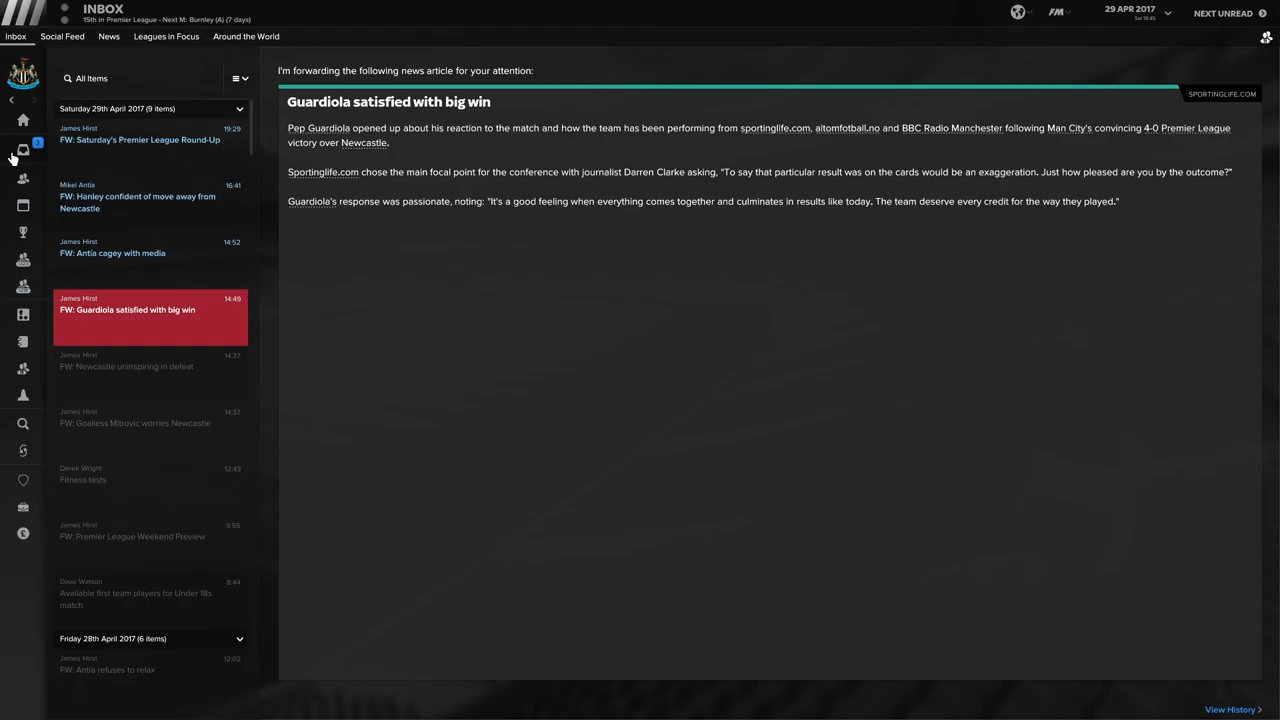 INBOX
15th in Premier League - Next M: Burnley (A) (7 days)
FM
29 APR 2017
Sat 18:45
NEXT UNREAD
Inbox
Social Feed
News
Leagues in Focus
Around the World
All Items
Saturday 29th April 2017 (9 items)
James Hirst 19:29
FW: Saturday's Premier League Round-Up
Mikel Antia 16:41
FW: Hanley confident of move away from
Newcastle
James Hirst 14:52
FW: Antía cagey with media
James Hirst 14:49
FW: Guardiola satisfied with big win
James Hirst 14:37
FW: Newcastle uninspiring in defeat
James Hirst 14:37
FW: Goalless Mitrovic worries Newcastle
Derek Wright 12:43
Fitness tests
James Hirst 9:55
FW: Premier League Weekend Preview
Dave Watson 8:44
Available first team players for Under 18s
match
Friday 28th April 2017 (6 items)
James Hirst 12:02
FW: Antia refuses to relax
I'm forwarding the following news article for your attention:
SPORTINGLIFE.COM
Guardiola satisfied with big win
Pep Guardiola opened up about his reaction to the match and how the team has been performing from sportinglife.com, altomfotball.no and BBC Radio Manchester following Man City's convincing 4-0 Premier League
victory over Newcastle.
Sportinglife.com chose the main focal point for the conference with journalist Darren Clarke asking, "To say that particular result was on the cards would be an exaggeration. Just how pleased are you by the outcome?"
Guardiola's response was passionate, noting: "It's a good feeling when everything comes together and culminates in results like today. The team deserve every credit for the way they played."
View History